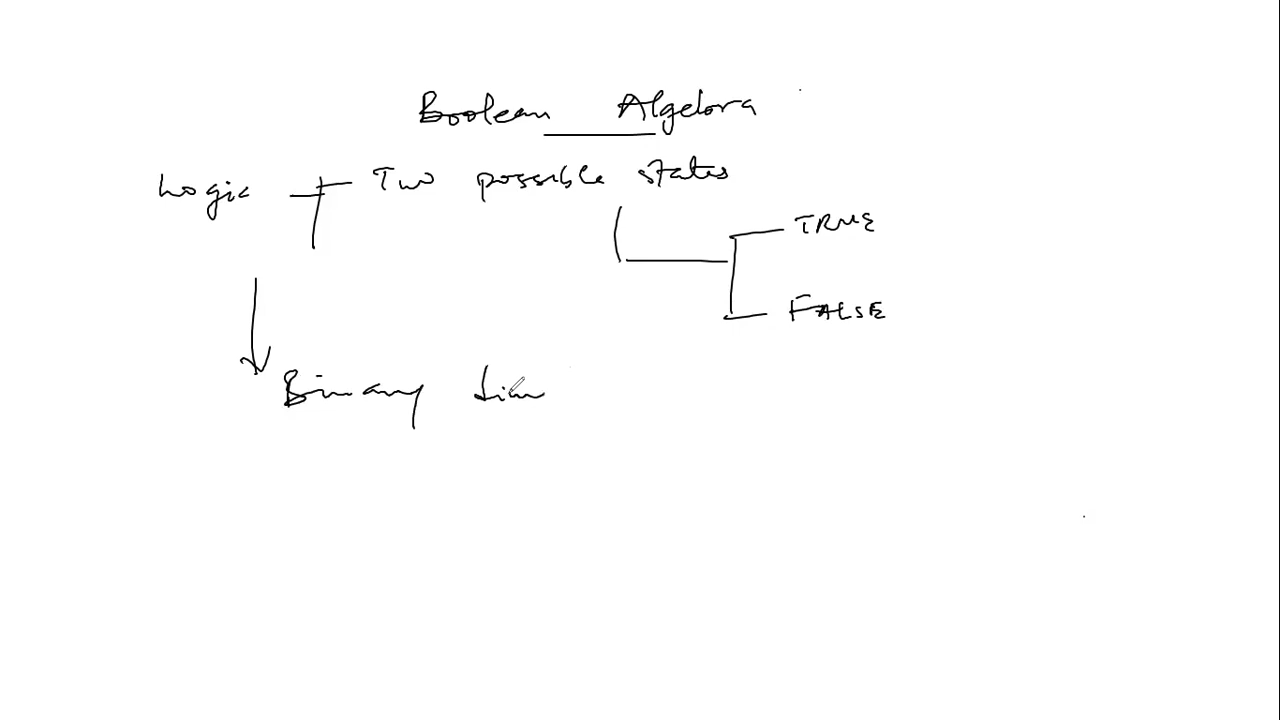 Boolean Algebra
Logic Two possible states
TRUE
FALSE
Binary